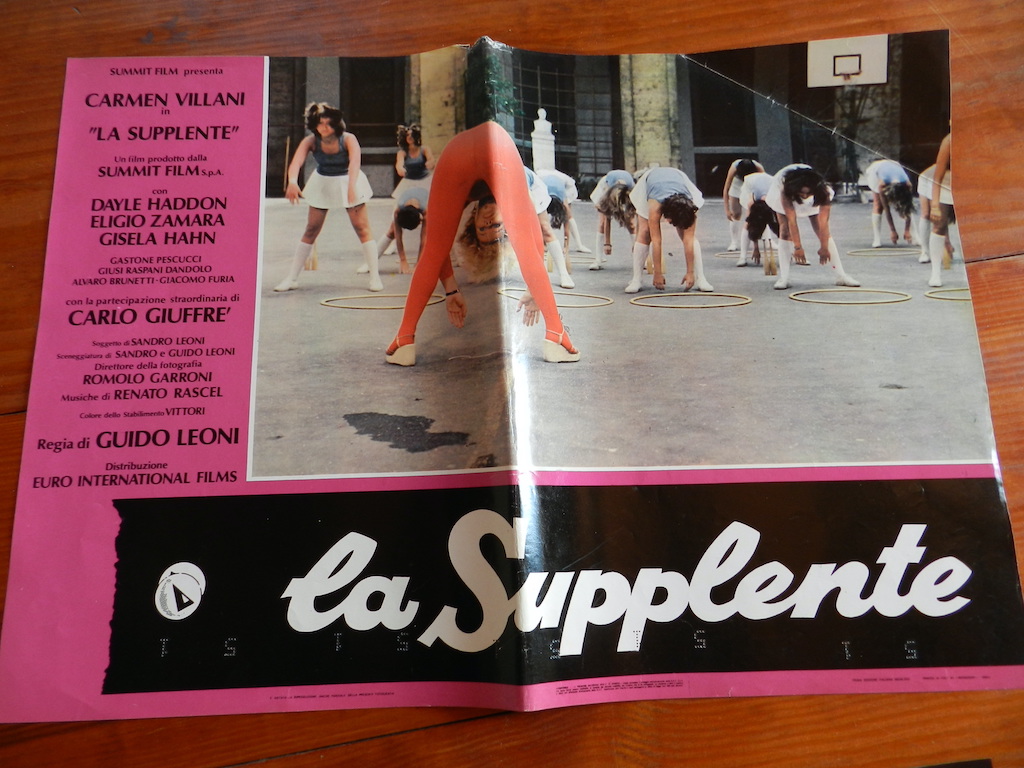 SUMMIT FILM presenta
CARMEN VILLANI
in
"LA SUPPLENTE"
Un film prodotto dalla
SUMMIT FILM S.p.A.
con
DAYLE HADDON
ELIGIO ZAMARA
GISELA HAHN
GASTONE PESCUCCI
GIUSI RASPANI DANDOLO
ALVARO BRUNETTI-GIACOMO FURIA
con la partecipazione straordinaria di
CARLO GIUFFRE'
Soggetto di SANDRO LEONI
Sceneggiatura di SANDRO e GUIDO LEONI
Direttore della fotografia
ROMOLO GARRONI
Musiche di RENATO RASCEL
Colore dello Stabilimento VITTORI
Regia di GUIDO LEONI
Distribuzione
EURO INTERNATIONAL FILMS
la Supplente
T S T S T S T S T S